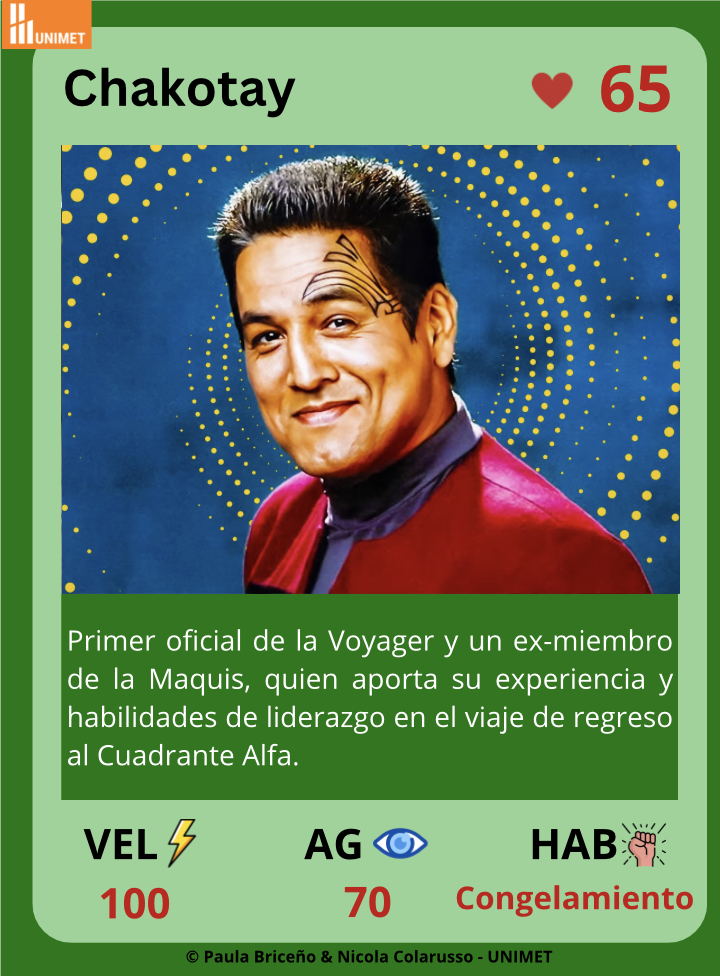 UNIMET
Chakotay
65
Primer oficial de la Voyager y un ex-miembro
de la Maquis, quien aporta su experiencia y
habilidades de liderazgo en el viaje de regreso
al Cuadrante Alfa.
VEL AG HAB
100 70 Congelamiento
© Paula Briceño & Nicola Colarusso - UNIMET